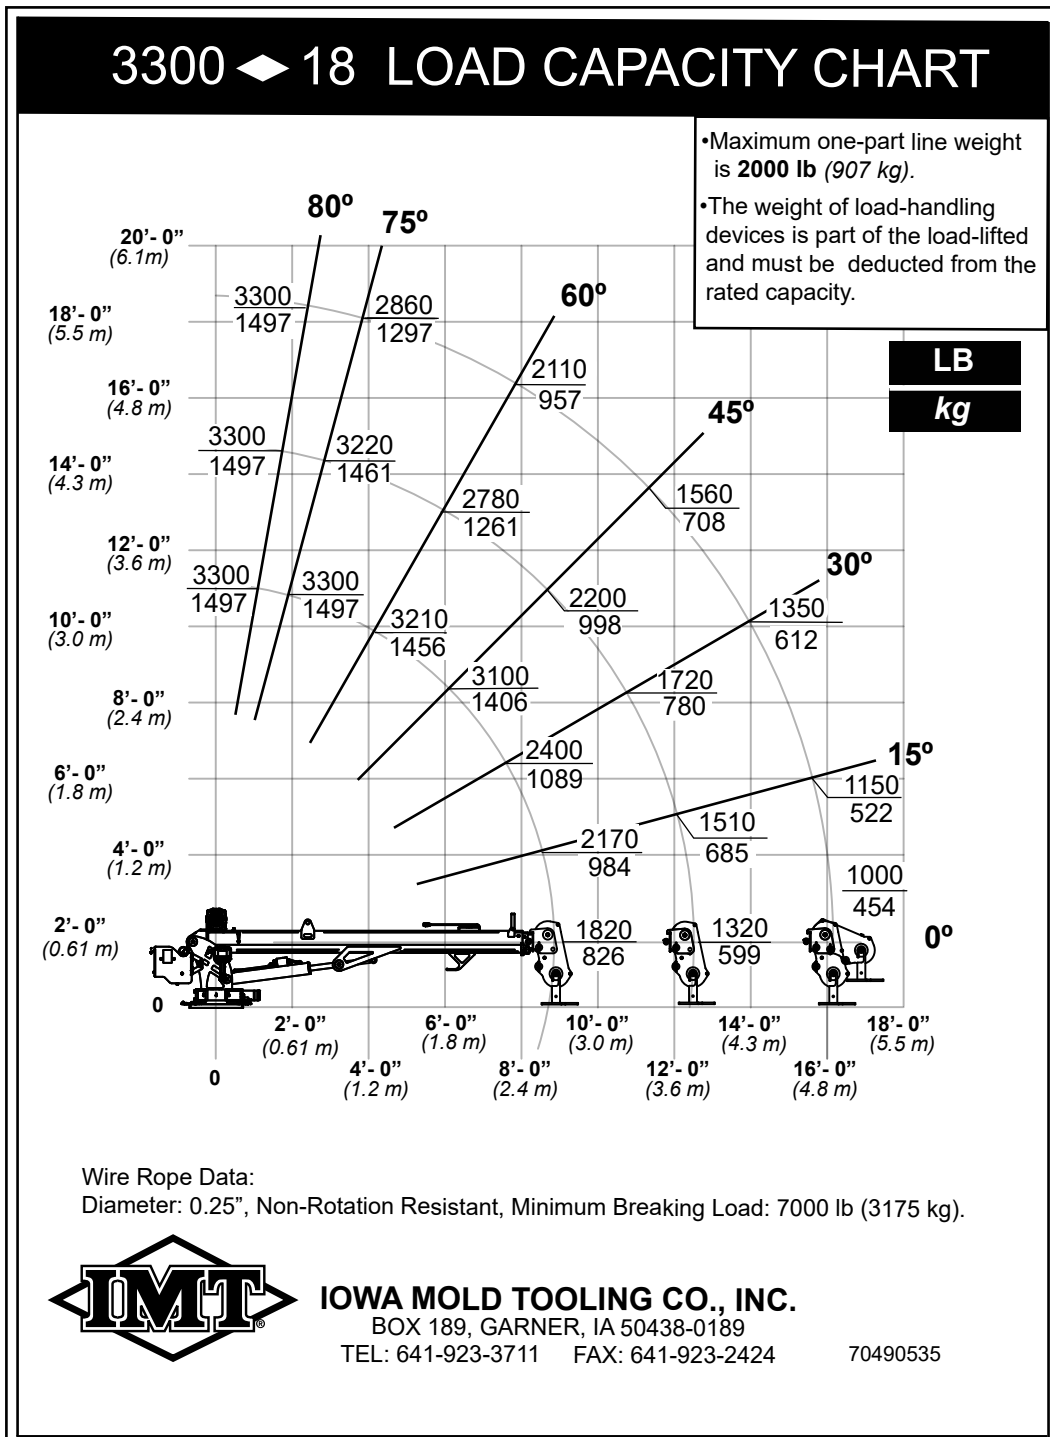 3300 ◆ 18 LOAD CAPACITY CHART
•Maximum one-part line weight
is 2000 lb (907 kg).
•The weight of load-handling
devices is part of the load-lifted
and must be deducted from the
rated capacity.
LB
kg
80º
75º
60º
45º
30º
15º
0º
20’- 0”
(6.1m)
18’- 0”
(5.5 m)
16’- 0”
(4.8 m)
14’- 0”
(4.3 m)
12’- 0”
(3.6 m)
10’- 0”
(3.0 m)
8’- 0”
(2.4 m)
6’- 0”
(1.8 m)
4’- 0”
(1.2 m)
2’- 0”
(0.61 m)
0
3300
1497
2860
1297
2110
957
3300
1497
3220
1461
2780
1261
1560
708
3300
1497
3300
1497
3210
1456
2200
998
1350
612
3100
1406
1720
780
2400
1089
1150
522
2170
984
1510
685
1000
454
1820
826
1320
599
2’- 0”
(0.61 m)
6’- 0”
(1.8 m)
10’- 0”
(3.0 m)
14’- 0”
(4.3 m)
18’- 0”
(5.5 m)
0
4’- 0”
(1.2 m)
8’- 0”
(2.4 m)
12’- 0”
(3.6 m)
16’- 0”
(4.8 m)
Wire Rope Data:
Diameter: 0.25”, Non-Rotation Resistant, Minimum Breaking Load: 7000 lb (3175 kg).
IMT®
IOWA MOLD TOOLING CO., INC.
BOX 189, GARNER, IA 50438-0189
TEL: 641-923-3711 FAX: 641-923-2424
70490535